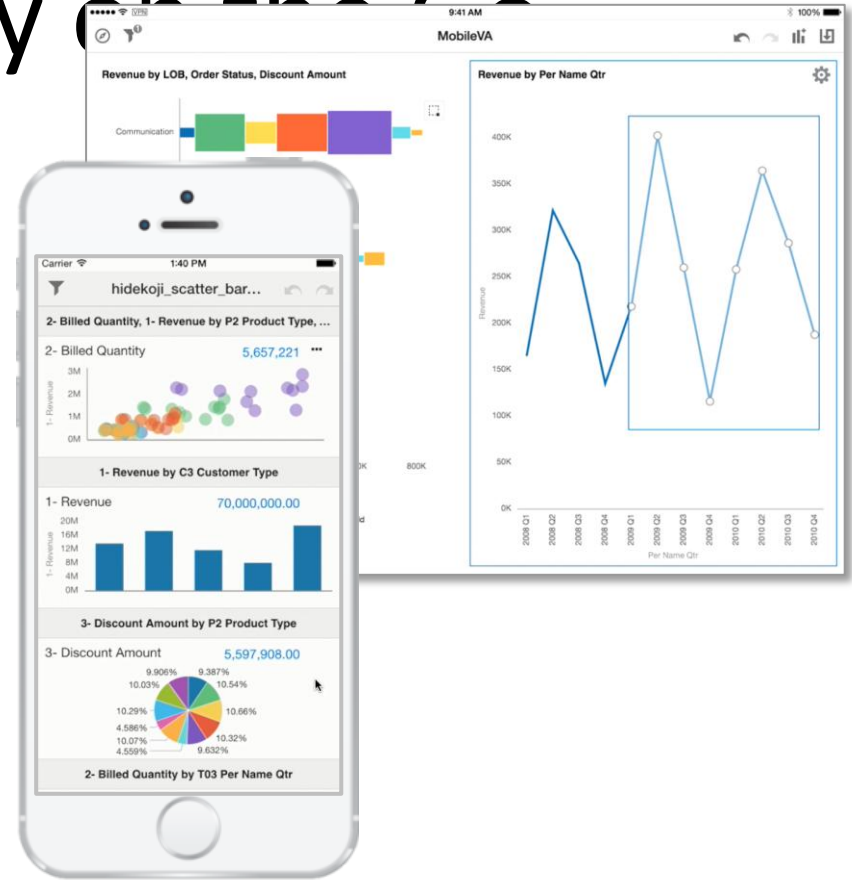 y on the Go
VPN 9:41 AM 100%
1
MobileVA
Revenue by LOB, Order Status, Discount Amount
Communication
800K
Revenue by Per Name Qtr
400K
350K
300K
250K
200K
150K
100K
50K
0K
Revenue
2008 Q1
2008 Q2
2008 Q3
2008 Q4
2009 Q1
2009 Q2
2009 Q3
2009 Q4
2010 Q1
2010 Q2
2010 Q3
2010 Q4
Per Name Qtr
Carrier 1:40 PM
hidekoji_scatter_bar...
2- Billed Quantity, 1- Revenue by P2 Product Type, ...
2- Billed Quantity 5,657,221 •••
3M
2M
1M
0M
1- Revenue
1- Revenue by C3 Customer Type
1- Revenue 70,000,000.00
20M
16M
12M
8M
4M
0M
1- Revenue
3- Discount Amount by P2 Product Type
3- Discount Amount 5,597,908.00
9.906% 9.387%
10.03% 10.54%
10.29% 10.66%
4.586% 10.32%
10.07% 9.632%
4.559%
2- Billed Quantity by T03 Per Name Qtr